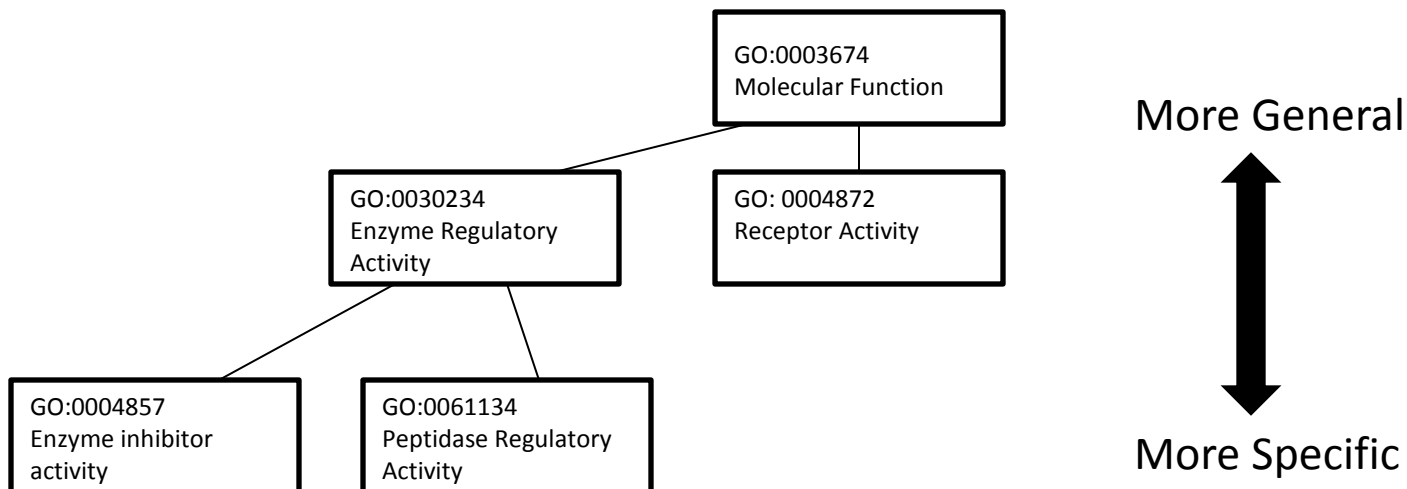 GO:0003674
Molecular Function
More General
GO:0030234
Enzyme Regulatory
Activity
GO: 0004872
Receptor Activity
GO:0004857
Enzyme inhibitor
activity
GO:0061134
Peptidase Regulatory
Activity
More Specific